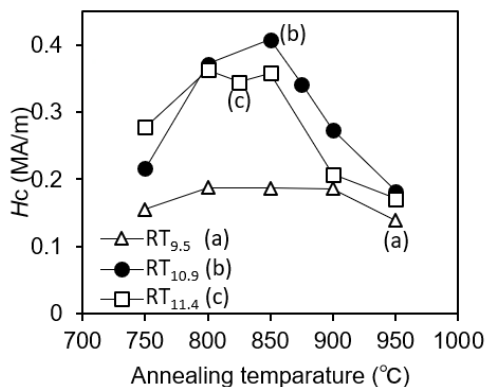 0.4
0.3
0.2
0.1
0
Hc (MA/m)
(b)
(c)
(a)
RT9.5 (a)
RT10.9 (b)
RT11.4 (c)
700 750 800 850 900 950 1000
Annealing temparature (℃)